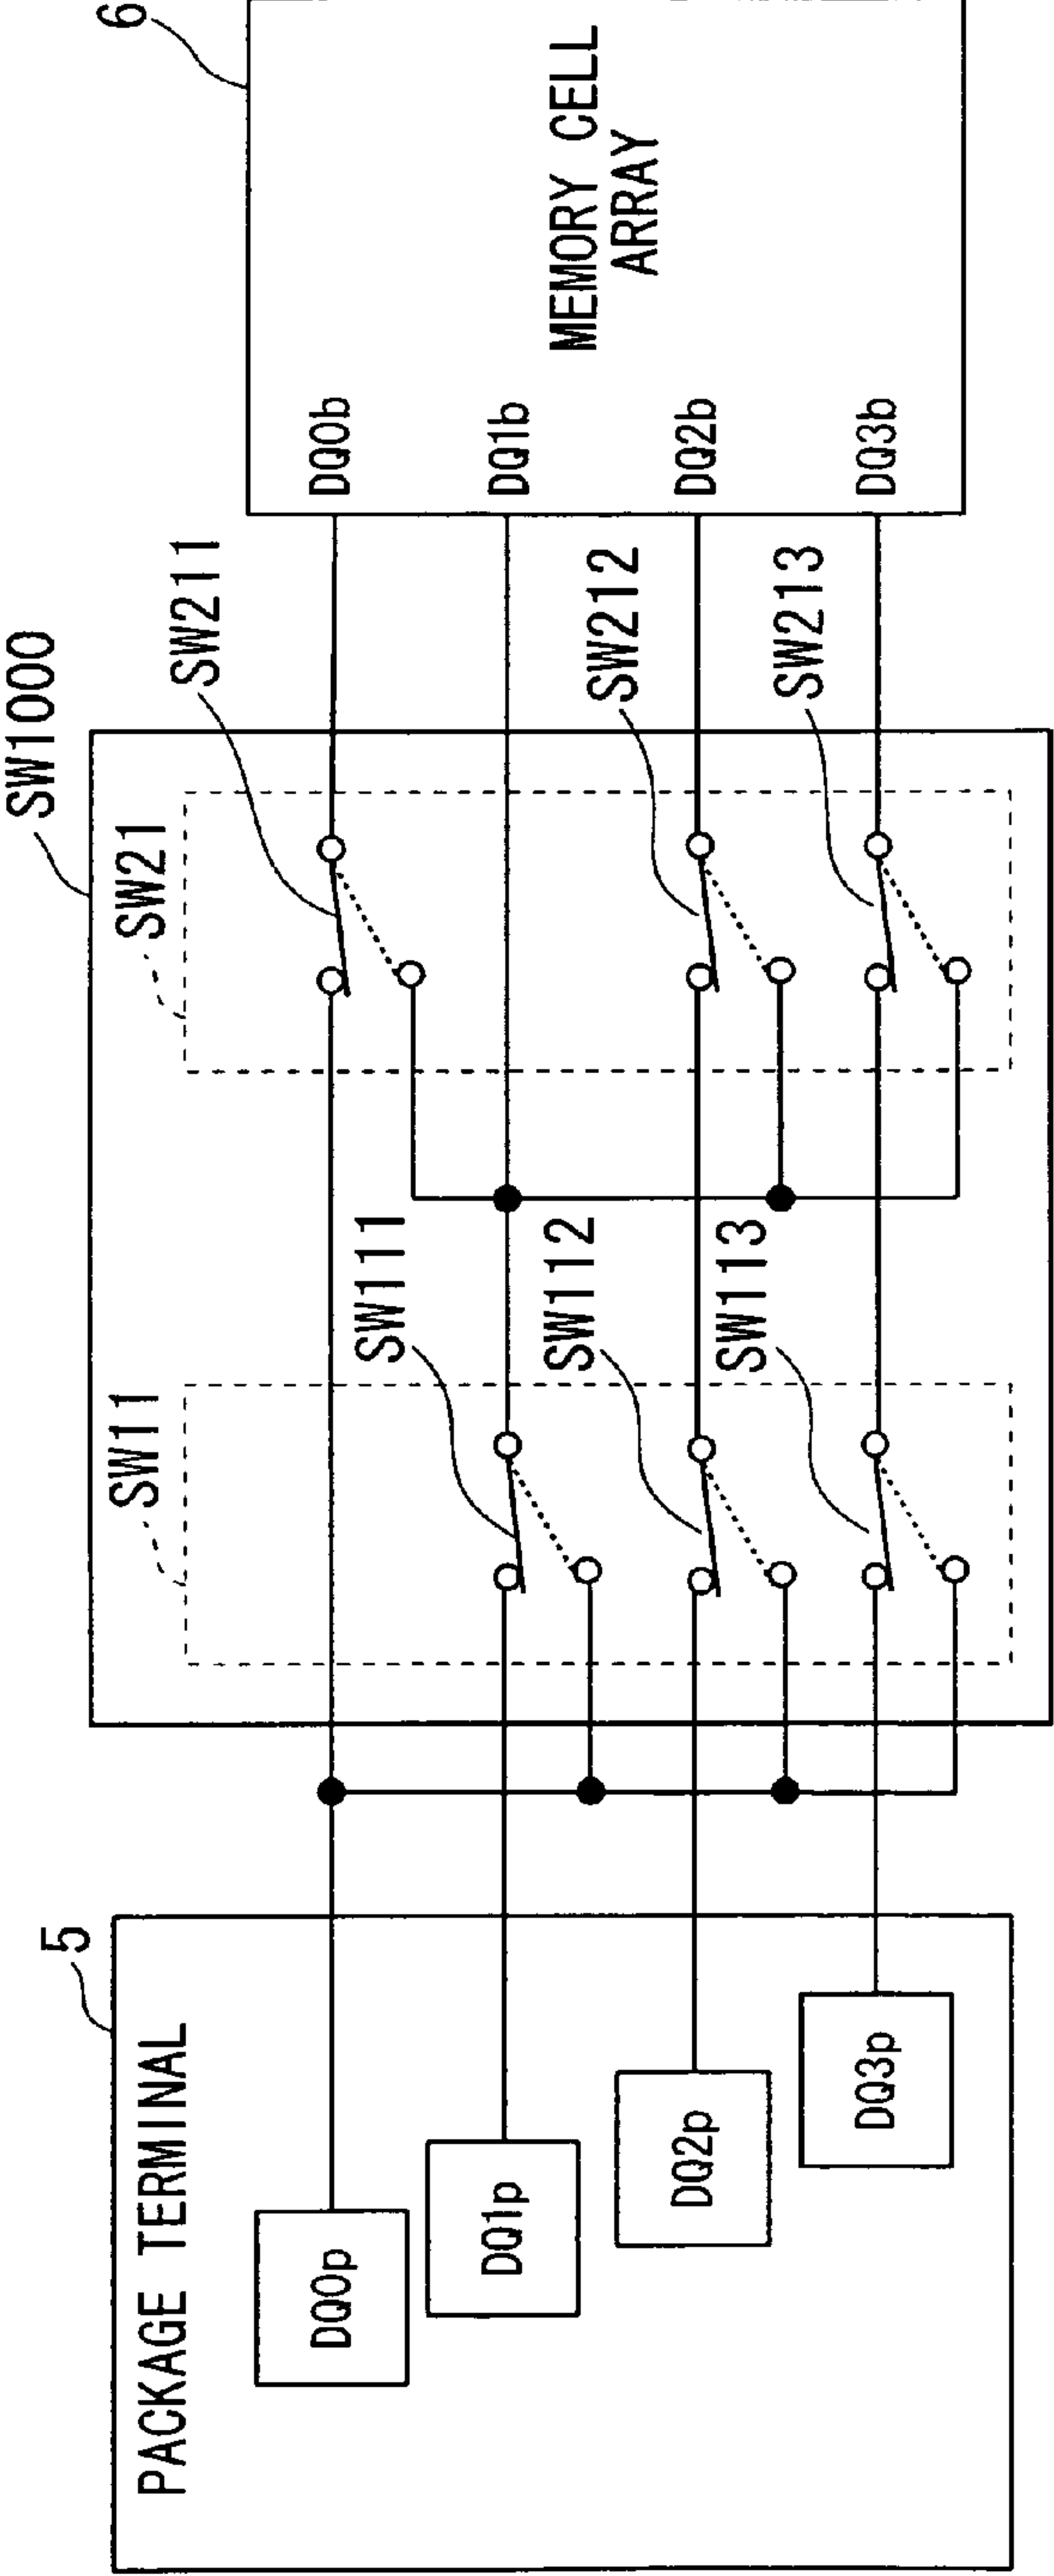 SW1000
6
5
SW11
SW21
SW211
PACKAGE TERMINAL
MEMORY CELL
ARRAY
DQ0p
DQ0b
SW111
DQ1p
DQ1b
SW112
SW212
DQ2p
DQ2b
SW113
SW213
DQ3p
DQ3b